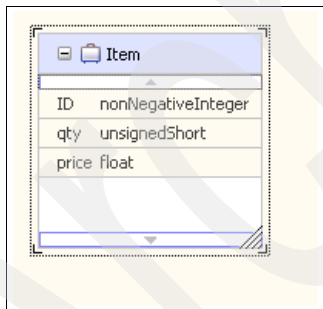 Item
ID nonNegativeInteger
qty unsignedShort
price float